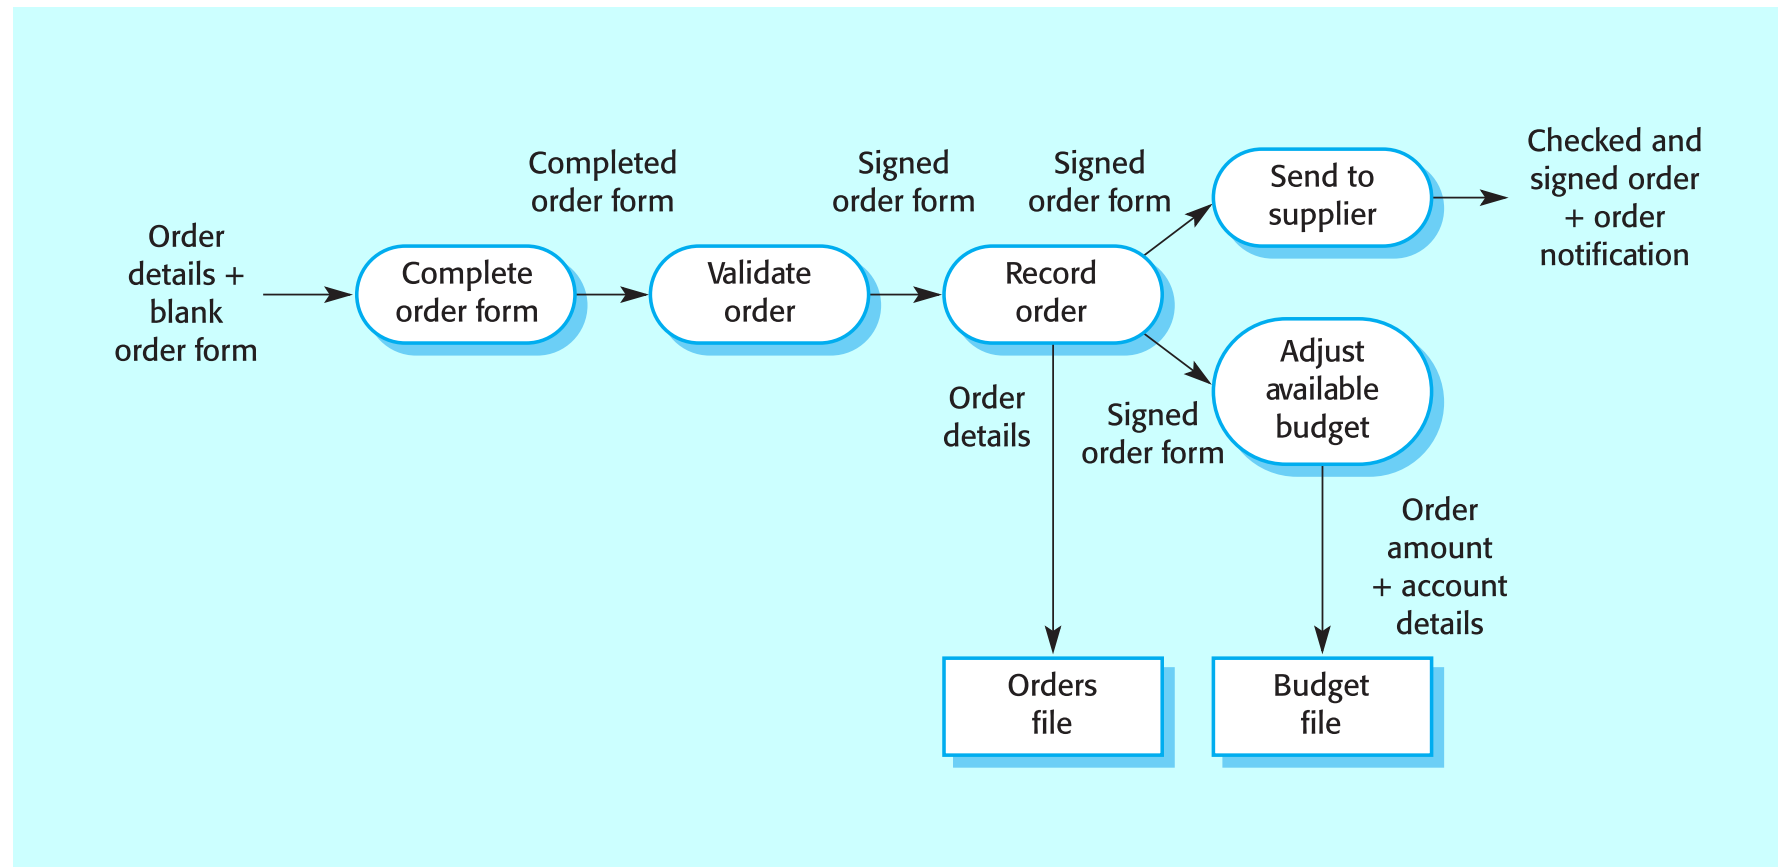 Order
details +
blank
order form
Complete
order form
Completed
order form
Validate
order
Signed
order form
Record
order
Signed
order form
Send to
supplier
Checked and
signed order
+ order
notification
Signed
order form
Adjust
available
budget
Order
details
Orders
file
Order
amount
+ account
details
Budget
file